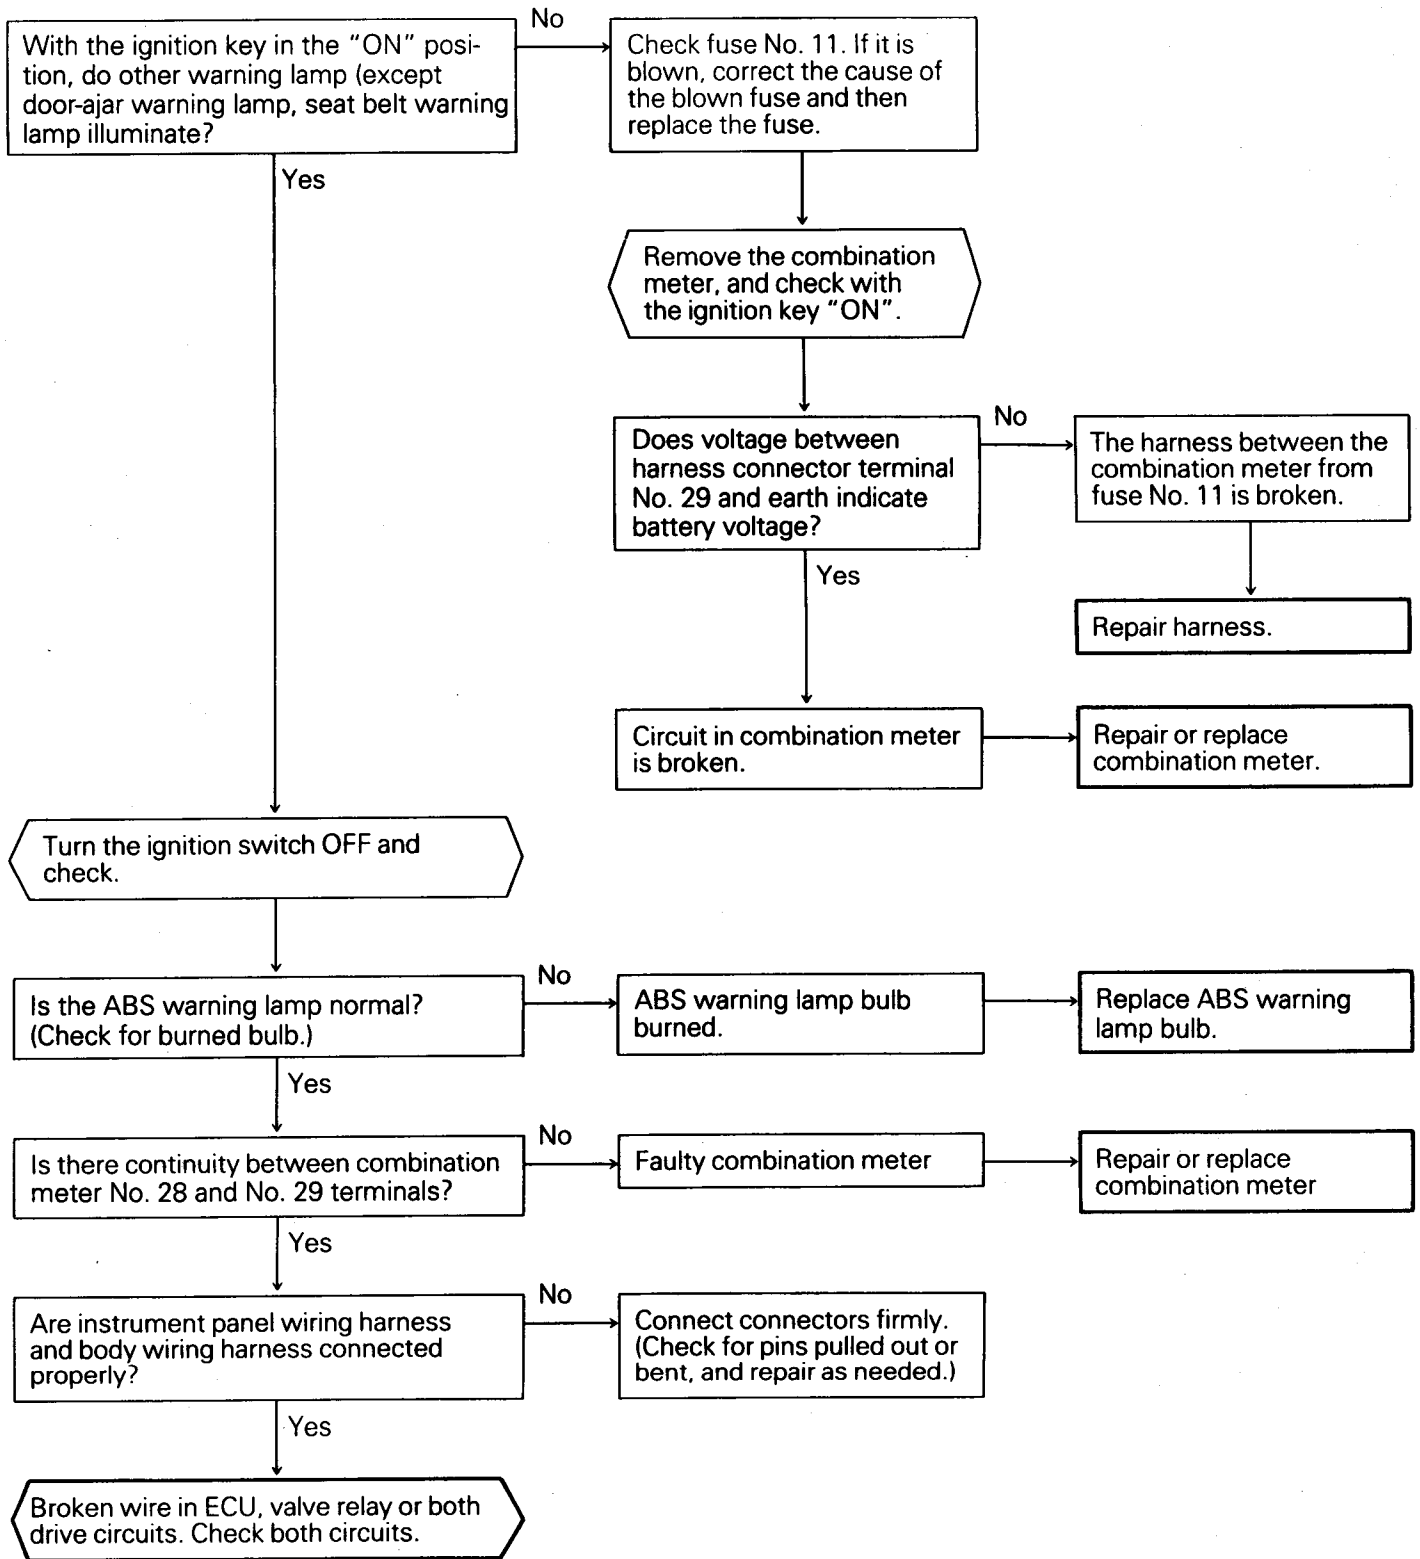 With the ignition key in the “ON” posi-
tion, do other warning lamp (except
door-ajar warning lamp, seat belt warning
lamp illuminate?
No
Check fuse No. 11. If it is
blown, correct the cause of
the blown fuse and then
replace the fuse.
Yes
Remove the combination
meter, and check with
the ignition key “ON”.
Does voltage between
harness connector terminal
No. 29 and earth indicate
battery voltage?
No
The harness between the
combination meter from
fuse No. 11 is broken.
Yes
Repair harness.
Circuit in combination meter
is broken.
Repair or replace
combination meter.
Turn the ignition switch OFF and
check.
Is the ABS warning lamp normal?
(Check for burned bulb.)
No
ABS warning lamp bulb
burned.
Replace ABS warning
lamp bulb.
Yes
Is there continuity between combination
meter No. 28 and No. 29 terminals?
No
Faulty combination meter
Repair or replace
combination meter
Yes
Are instrument panel wiring harness
and body wiring harness connected
properly?
No
Connect connectors firmly.
(Check for pins pulled out or
bent, and repair as needed.)
Yes
Broken wire in ECU, valve relay or both
drive circuits. Check both circuits.